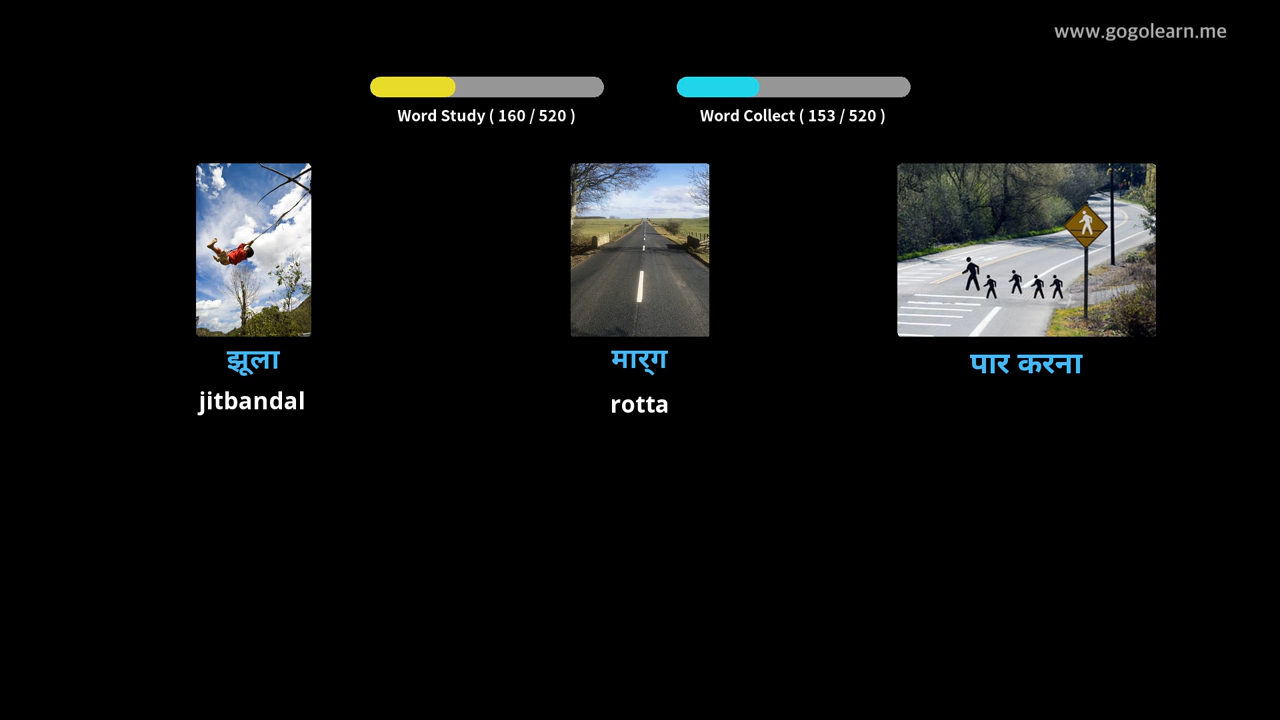 www.gogolearn.me
Word Study ( 160 / 520 )
Word Collect ( 153 / 520 )
झूला
मार्ग
पार करना
jitbandal
rotta